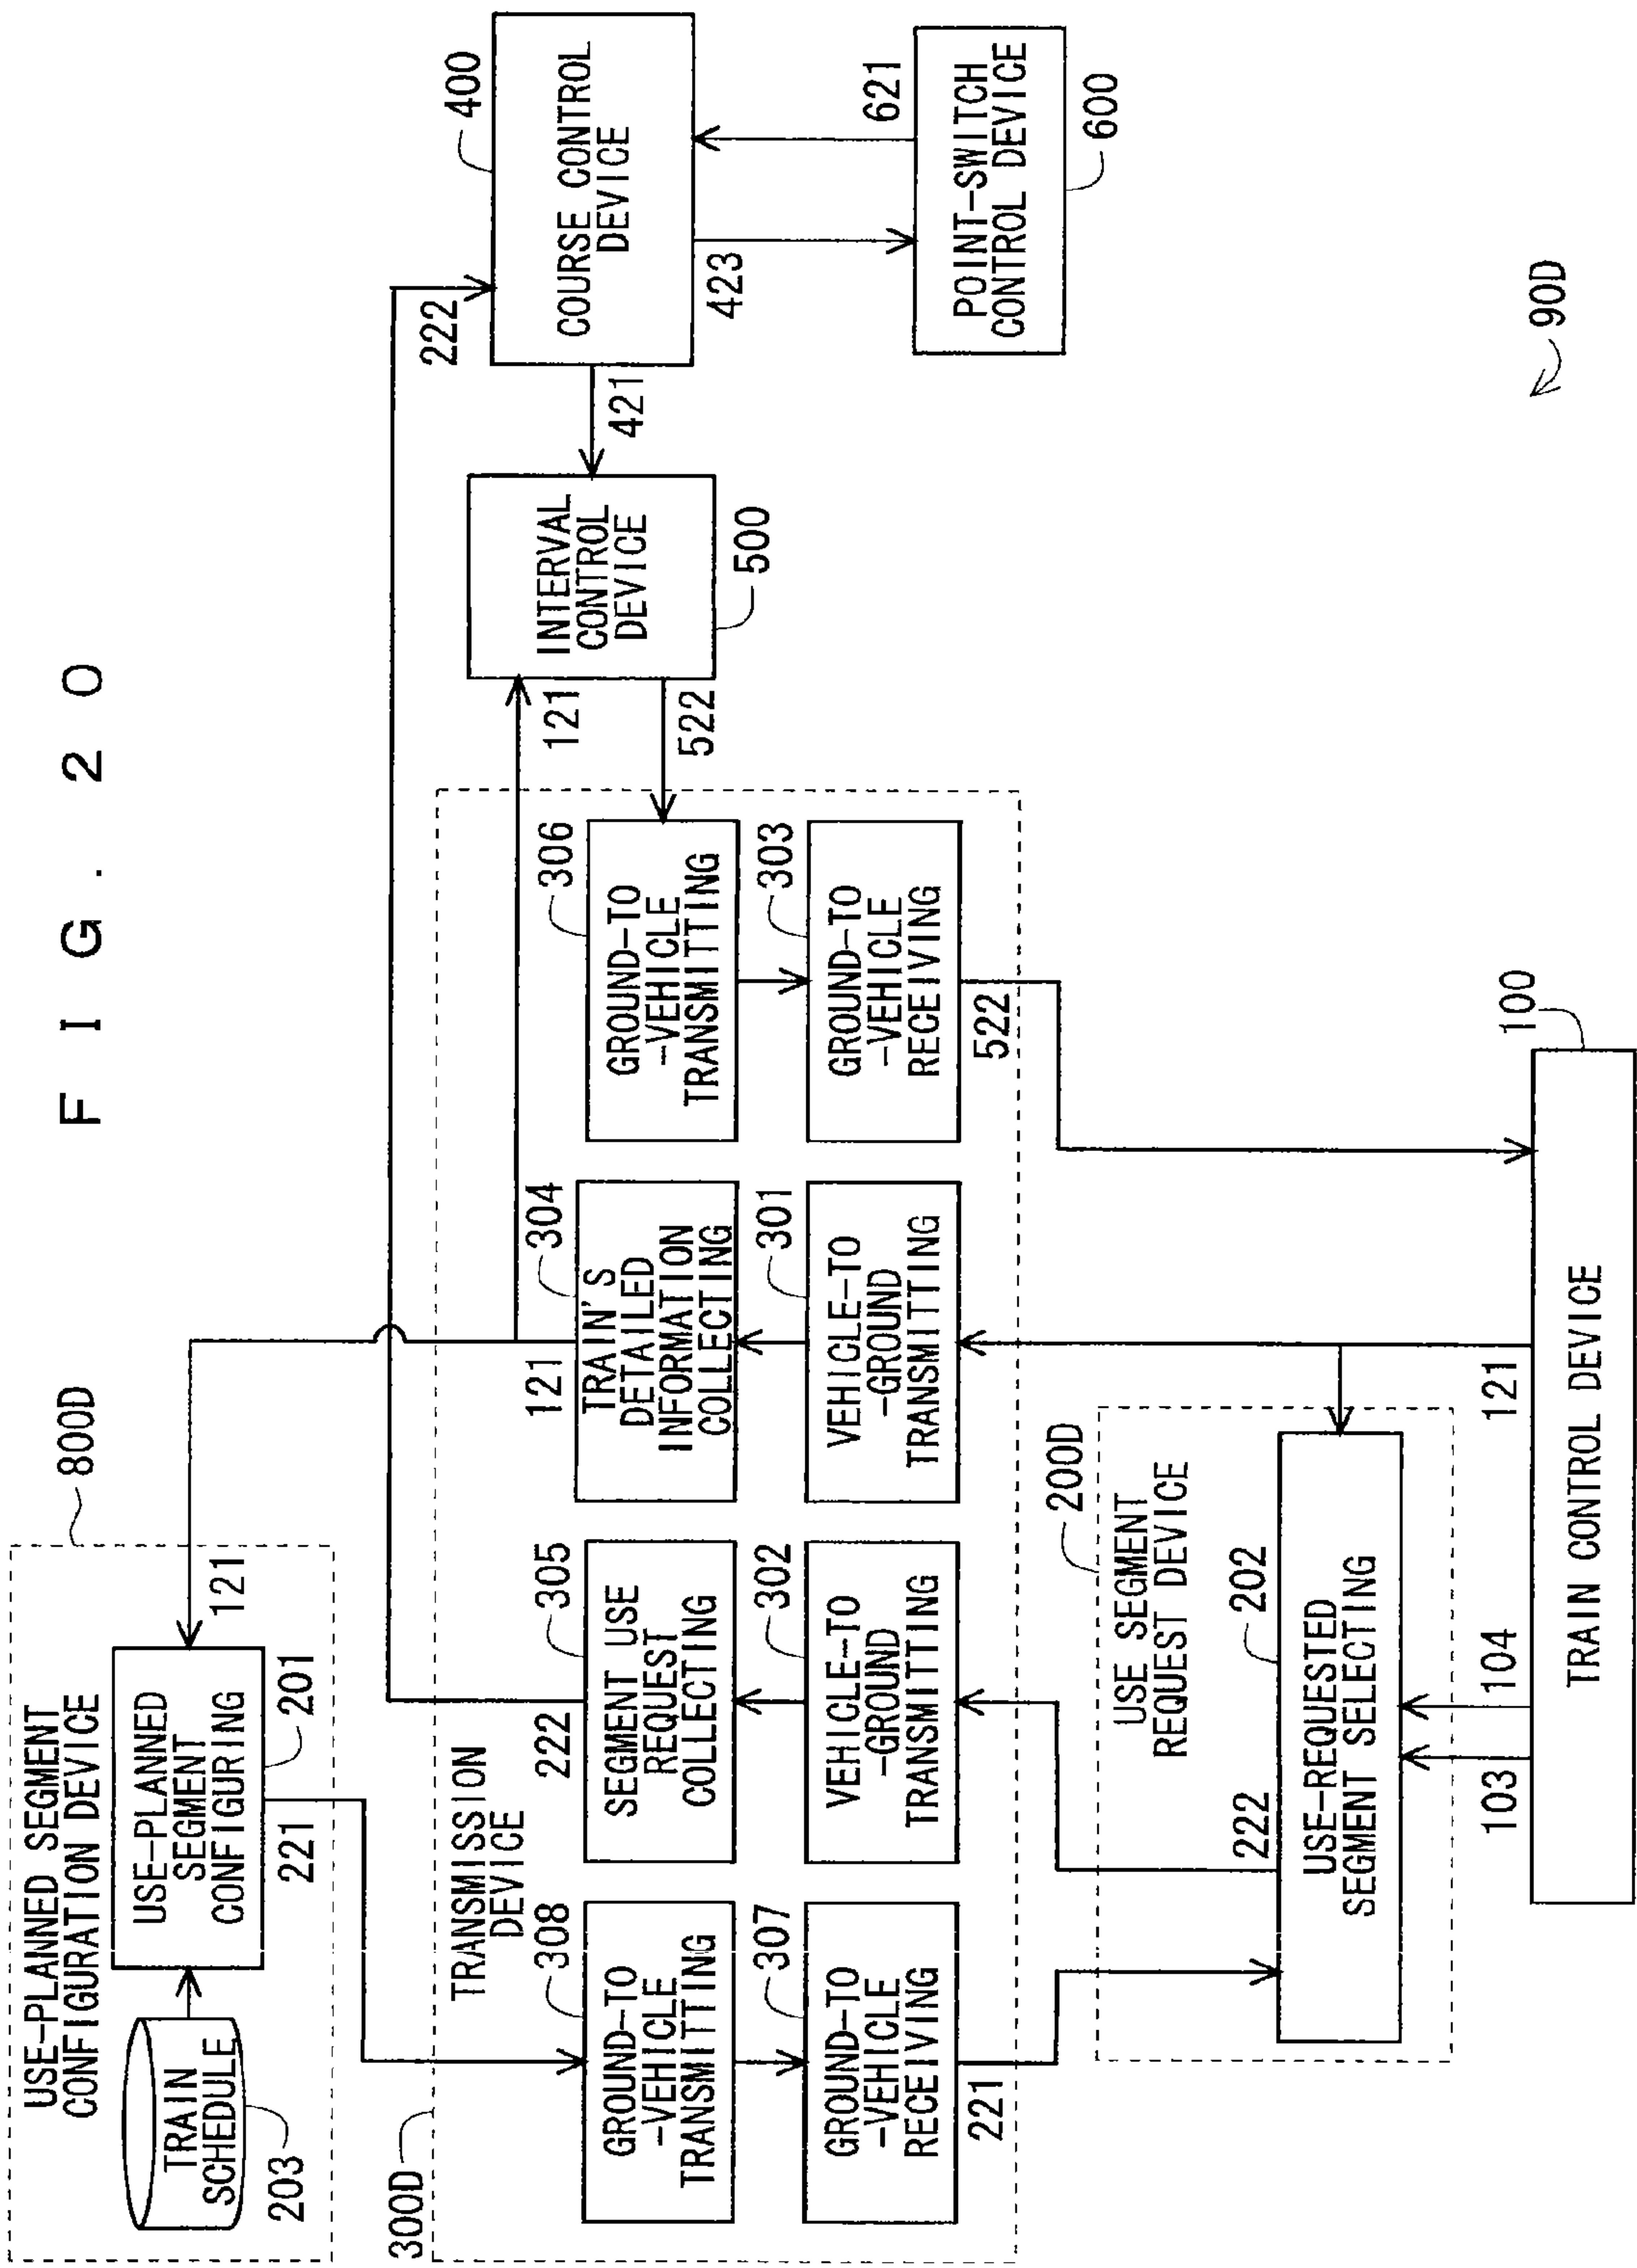 FIG. 20
USE-PLANNED SEGMENT
CONFIGURATION DEVICE
800D
TRAIN
SCHEDULE
203
USE-PLANNED
SEGMENT
CONFIGURING
201
121
221
300D
TRANSMISSION
DEVICE
308
GROUND-TO
-VEHICLE
TRANSMITTING
307
GROUND-TO
-VEHICLE
RECEIVING
221
222
305
SEGMENT USE
REQUEST
COLLECTING
302
VEHICLE-TO
-GROUND
TRANSMITTING
121
304
TRAIN'S
DETAILED
INFORMATION
COLLECTING
301
VEHICLE-TO
-GROUND
TRANSMITTING
306
GROUND-TO
-VEHICLE
TRANSMITTING
303
GROUND-TO
-VEHICLE
RECEIVING
522
121
522
INTERVAL
CONTROL
DEVICE
500
421
222
400
COURSE CONTROL
DEVICE
423
621
POINT-SWITCH
CONTROL DEVICE
600
USE SEGMENT
REQUEST DEVICE
200D
222
202
USE-REQUESTED
SEGMENT SELECTING
103
104
121
100
TRAIN CONTROL DEVICE
90D